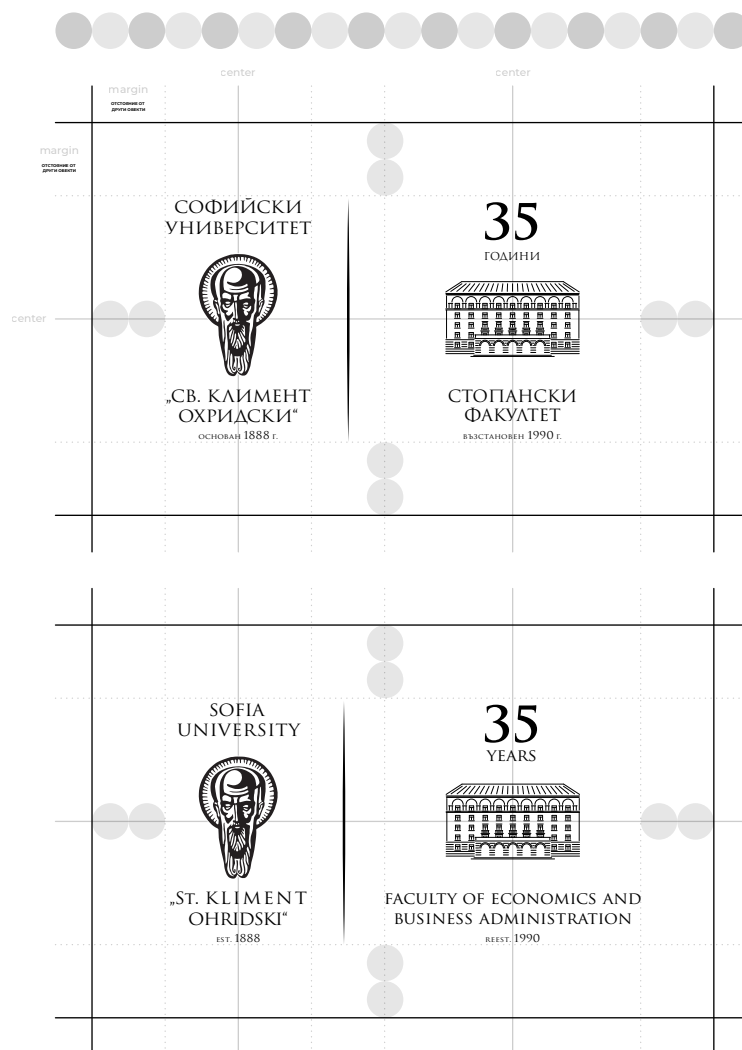 center
center
margin
ОТСТОЯНИЕ ОТ
ДРУГИ ОБЕКТИ
margin
ОТСТОЯНИЕ ОТ
ДРУГИ ОБЕКТИ
center
СОФИЙСКИ
УНИВЕРСИТЕТ
„СВ. КЛИМЕНТ
ОХРИДСКИ“
ОСНОВАН 1888 Г.
35
ГОДИНИ
СТОПАНСКИ
ФАКУЛТЕТ
ВЪЗСТАНОВЕН 1990 Г.
SOFIA
UNIVERSITY
„ST. KLIMENT
OHRIDSKI“
EST. 1888
35
YEARS
FACULTY OF ECONOMICS AND
BUSINESS ADMINISTRATION
REEST. 1990